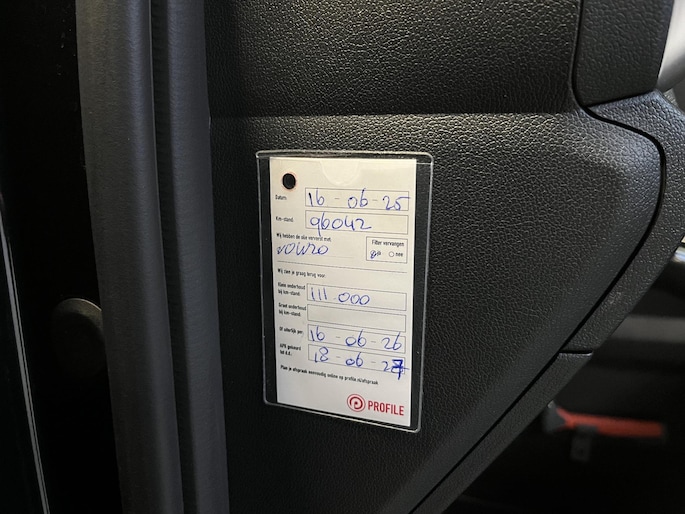 Datum: 16 - 06 - 25
Km-stand: 96042
Wij hebben de olie ververst met:
0W20
Filter vervangen
ja nee
Wij zien je graag terug voor:
Klein onderhoud bij km-stand: 111.000
Groot onderhoud bij km-stand:
Of uiterlijk per: 16 - 06 - 26
APK gekeurd tot d.d. 18 - 06 - 27
Plan je afspraak eenvoudig online op profile.nl/afspraak
PROFILE